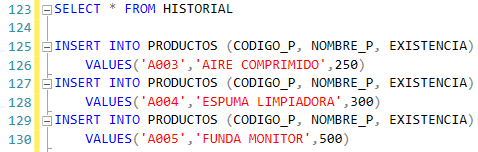 123 SELECT * FROM HISTORIAL
124
125 INSERT INTO PRODUCTOS (CODIGO_P, NOMBRE_P, EXISTENCIA)
126 VALUES('A003','AIRE COMPRIMIDO',250)
127 INSERT INTO PRODUCTOS (CODIGO_P, NOMBRE_P, EXISTENCIA)
128 VALUES('A004','ESPUMA LIMPIADORA',300)
129 INSERT INTO PRODUCTOS (CODIGO_P, NOMBRE_P, EXISTENCIA)
130 VALUES('A005','FUNDA MONITOR',500)